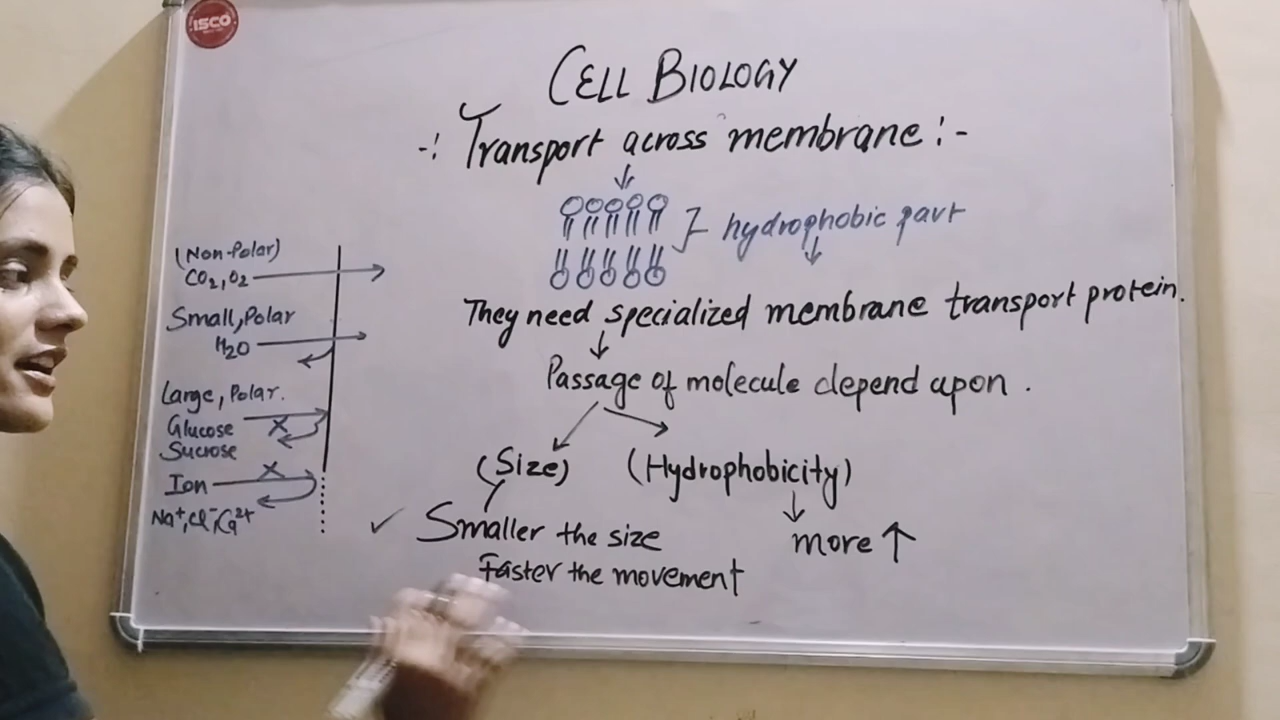 ISCO
CELL BIOLOGY
-: Transport across membrane :-
hydrophobic part
They need specialized membrane transport protein.
Passage of molecule depend upon .
(Size) (Hydrophobicity)
✓ Smaller the size
Faster the movement
more ↑
(Non-Polar)
CO₂, O₂
Small, Polar
H₂O
Large, Polar.
Glucose
Sucrose
Ion
Na⁺, Cl⁻, Ca²⁺